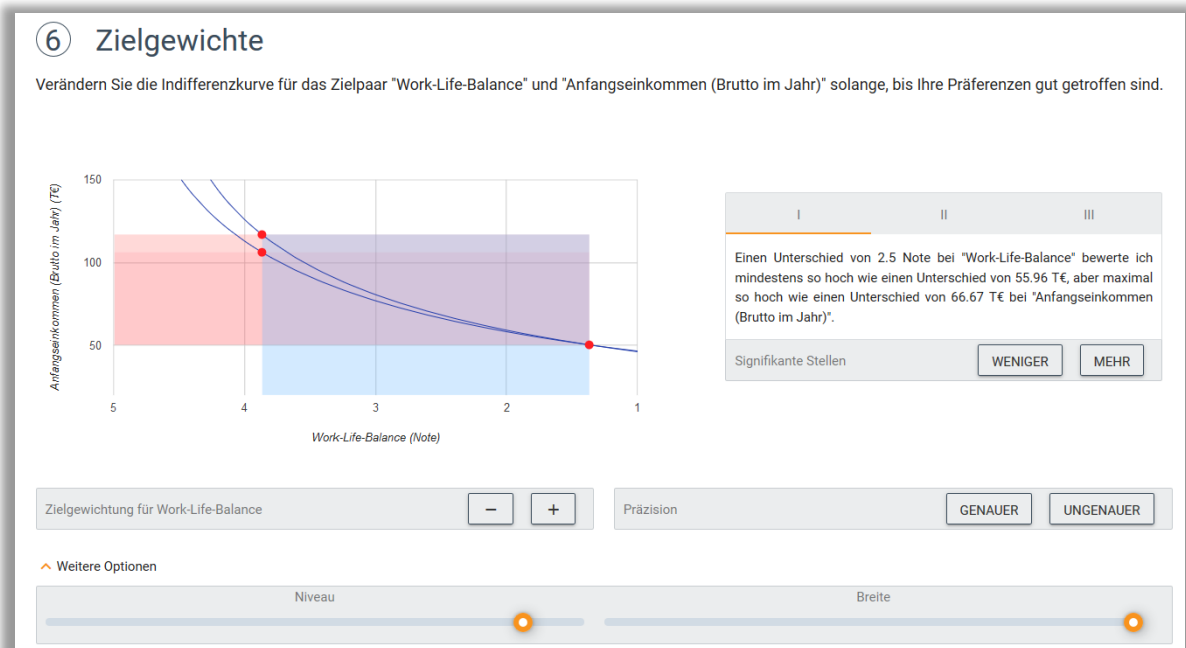 6 Zielgewichte
Verändern Sie die Indifferenzkurve für das Zielpaar "Work-Life-Balance" und "Anfangseinkommen (Brutto im Jahr)" solange, bis Ihre Präferenzen gut getroffen sind.
Anfangseinkommen (Brutto im Jahr) (T€)
150
100
50
5 4 3 2 1
Work-Life-Balance (Note)
I II III
Einen Unterschied von 2.5 Note bei "Work-Life-Balance" bewerte ich
mindestens so hoch wie einen Unterschied von 55.96 T€, aber maximal
so hoch wie einen Unterschied von 66.67 T€ bei "Anfangseinkommen
(Brutto im Jahr)".
Signifikante Stellen WENIGER MEHR
Zielgewichtung für Work-Life-Balance − +
Präzision GENAUER UNGENAUER
Weitere Optionen
Niveau Breite